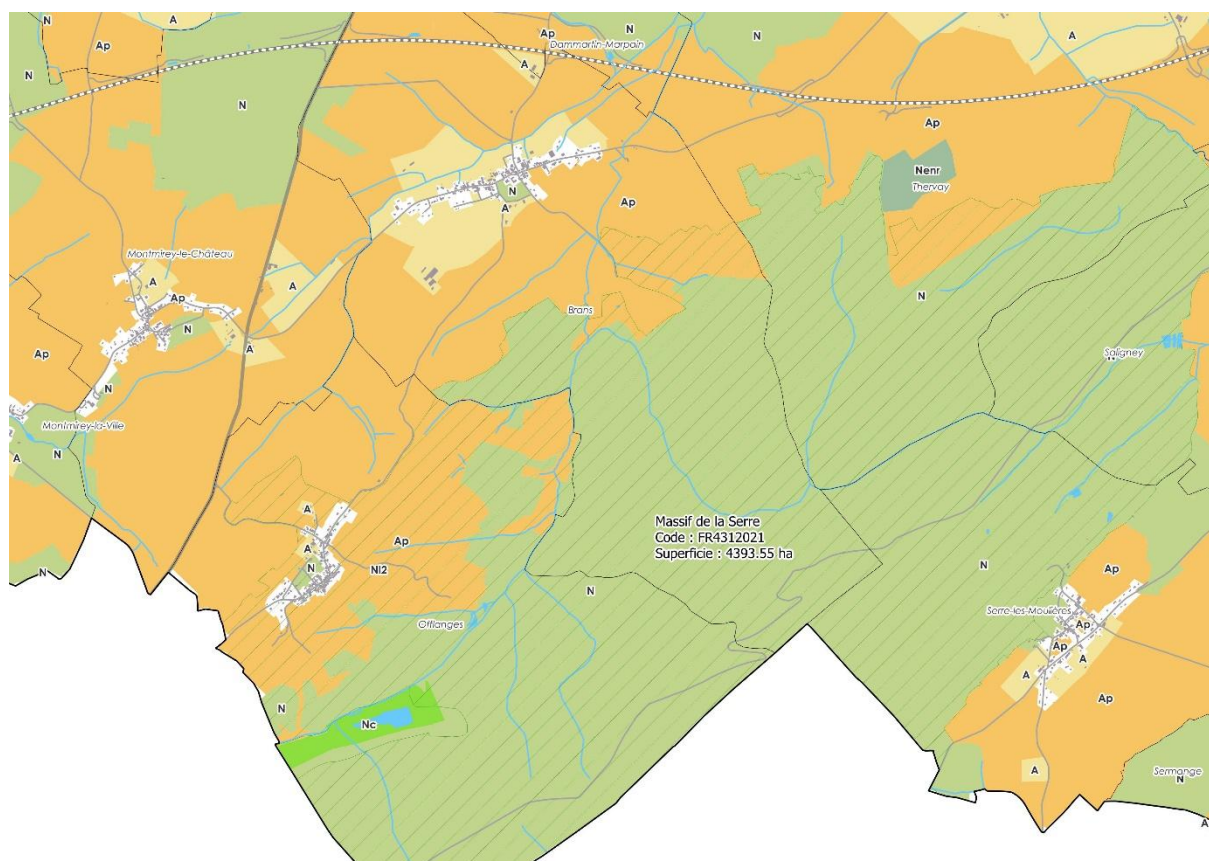 N
A
Ap
Ap
Dammartin-Marpain
N
N
A
A
N
Ap
Nenr
Thervay
N
A
Ap
Montmirey-le-Château
A
Ap
A
N
A
N
Brans
Ap
Saligney
N
N
Montmirey-la-Ville
A
N
A
Ap
A
N
Nl2
Massif de la Serre
Code : FR4312021
Superficie : 4393.55 ha
N
N
N
Ap
Offlanges
Serre-les-Moulières
Ap
Ap
A
A
Ap
N
Nc
A
Sermange
N
A